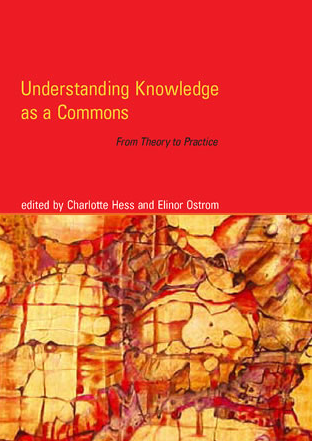 Understanding Knowledge
as a Commons
From Theory to Practice
edited by Charlotte Hess and Elinor Ostrom